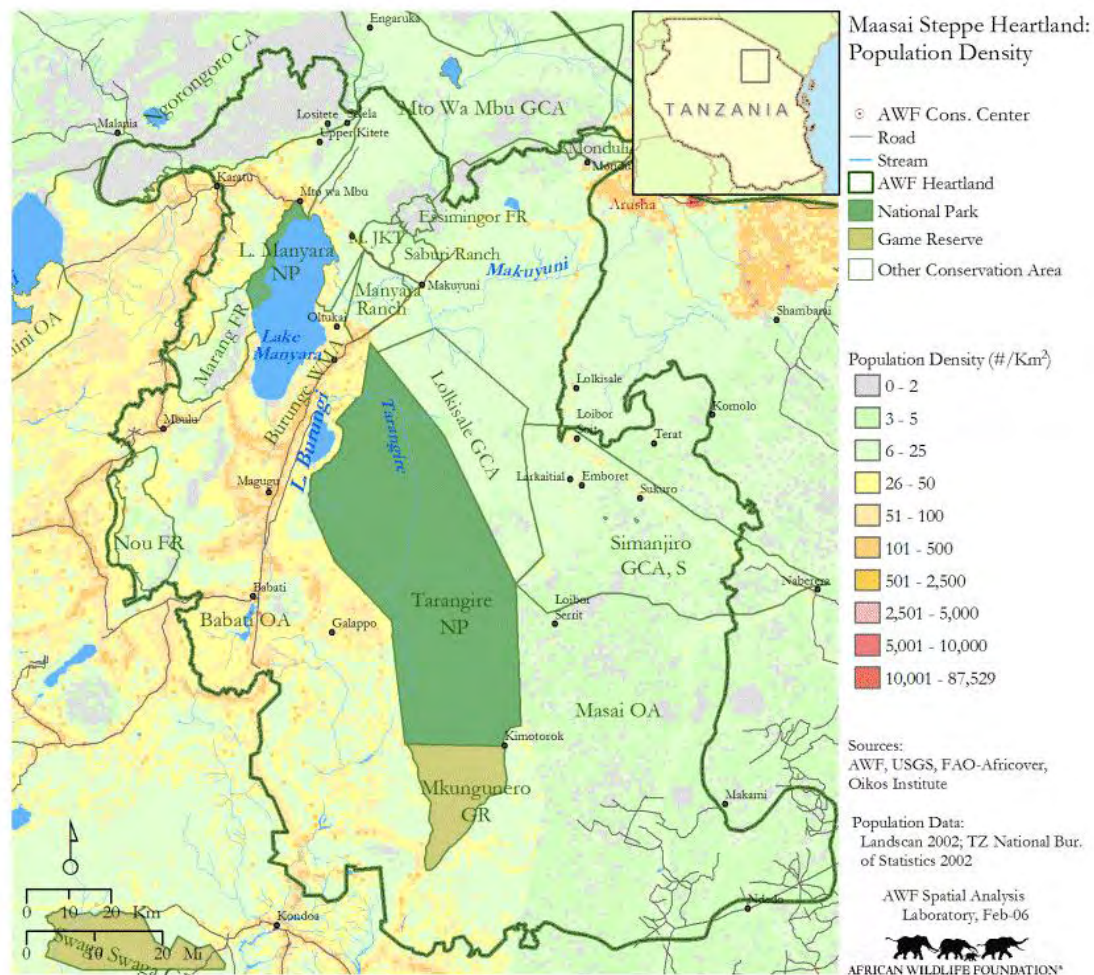 Maasai Steppe Heartland:
Population Density
AWF Cons. Center
Road
Stream
AWF Heartland
National Park
Game Reserve
Other Conservation Area
Population Density (#/Km²)
0 - 2
3 - 5
6 - 25
26 - 50
51 - 100
101 - 500
501 - 2,500
2,501 - 5,000
5,001 - 10,000
10,001 - 87,529
Sources:
AWF, USGS, FAO-Africover,
Oikos Institute
Population Data:
Landscan 2002; TZ National Bur.
of Statistics 2002
AWF Spatial Analysis
Laboratory, Feb-06
AFRICAN WILDLIFE FOUNDATION®
TANZANIA
Engaruka
Ngorongoro CA
Malania
Lositete
Selela
Upper Kitete
Mto Wa Mbu GCA
Monduli
Arusha
Karatu
Mto wa Mbu
Essimingor FR
JKT
L. Manyara
NP
Saburi Ranch
Makuyuni
Manyara
Ranch
Makuyuni
Shambarai
Oltukai
Marang FR
Lake
Manyara
Burunge
Lolkisale GCA
Lolkisale
Komolo
Mbulu
L. Burungi
Tarangire
Loibor
Terat
Larkaitial
Emboret
Sukuro
Magugu
Nou FR
Simanjiro
GCA, S
Naberera
Babati
Babati OA
Galappo
Tarangire
NP
Loibor
Serrit
Masai OA
Kimotorok
Mkungunero
GR
Makami
Ndedo
Kondoa
Swaga Swaga
0 10 20 Km
0 10 20 Mi